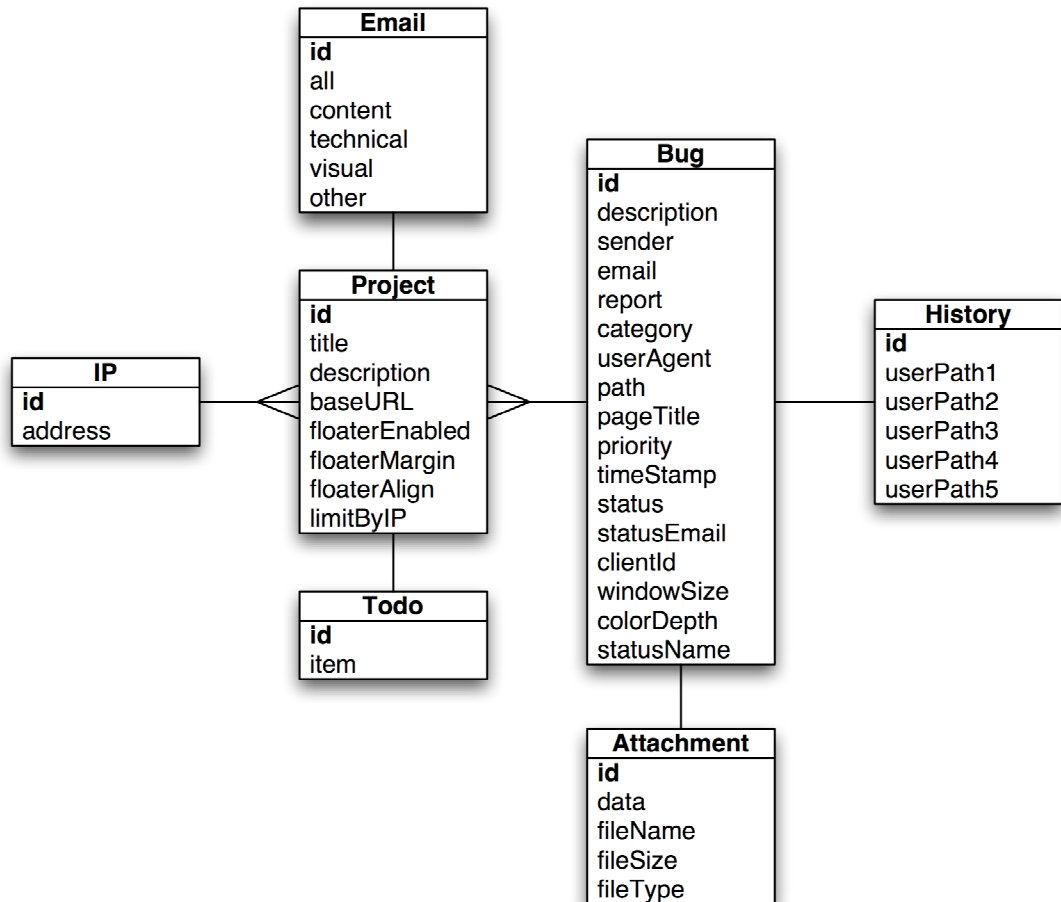 Email
id
all
content
technical
visual
other
Project
id
title
description
baseURL
floaterEnabled
floaterMargin
floaterAlign
limitByIP
IP
id
address
Todo
id
item
Bug
id
description
sender
email
report
category
userAgent
path
pageTitle
priority
timeStamp
status
statusEmail
clientId
windowSize
colorDepth
statusName
History
id
userPath1
userPath2
userPath3
userPath4
userPath5
Attachment
id
data
fileName
fileSize
fileType